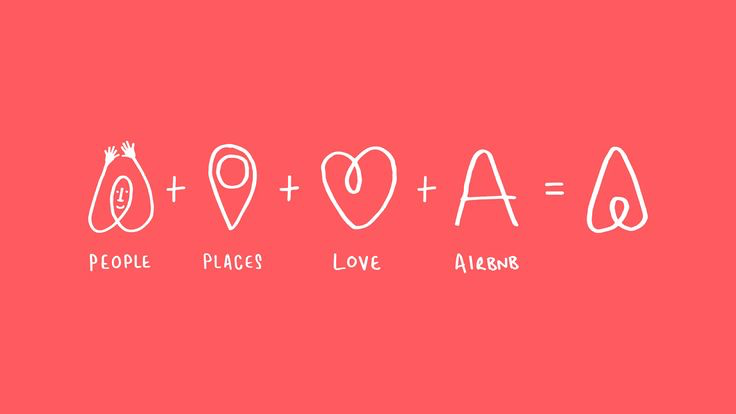 PEOPLE + PLACES + LOVE + A AIRBNB =